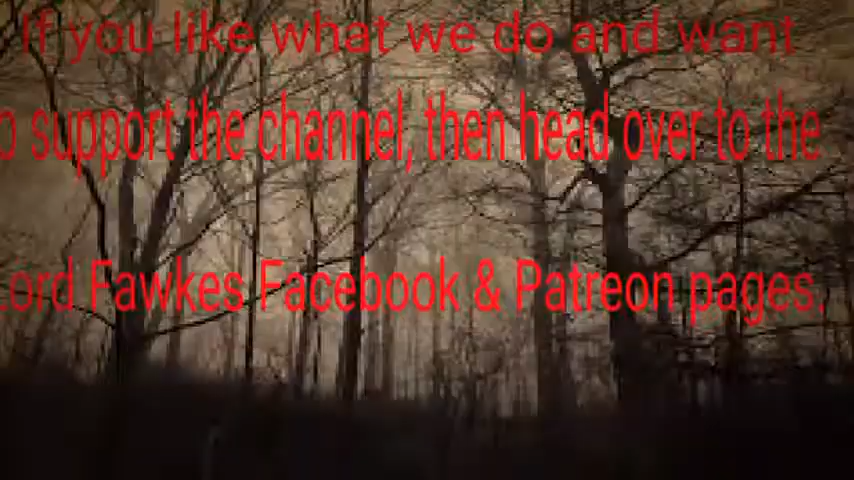 If you like what we do and want
o support the channel, then head over to the
Lord Fawkes Facebook & Patreon pages.